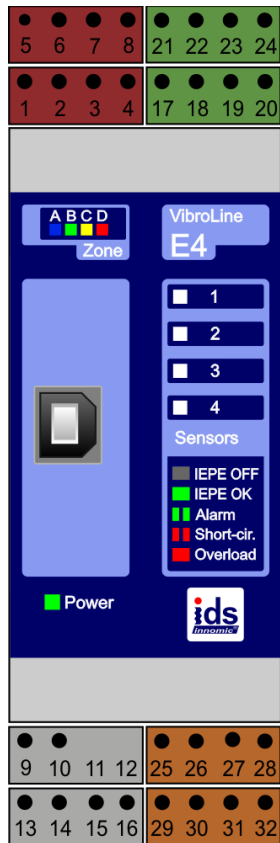 5 6 7 8 21 22 23 24
1 2 3 4 17 18 19 20
A B C D
Zone
VibroLine
E4
1
2
3
4
Sensors
IEPE OFF
IEPE OK
Alarm
Short-cir.
Overload
Power
ids
Innomic
9 10 11 12 25 26 27 28
13 14 15 16 29 30 31 32